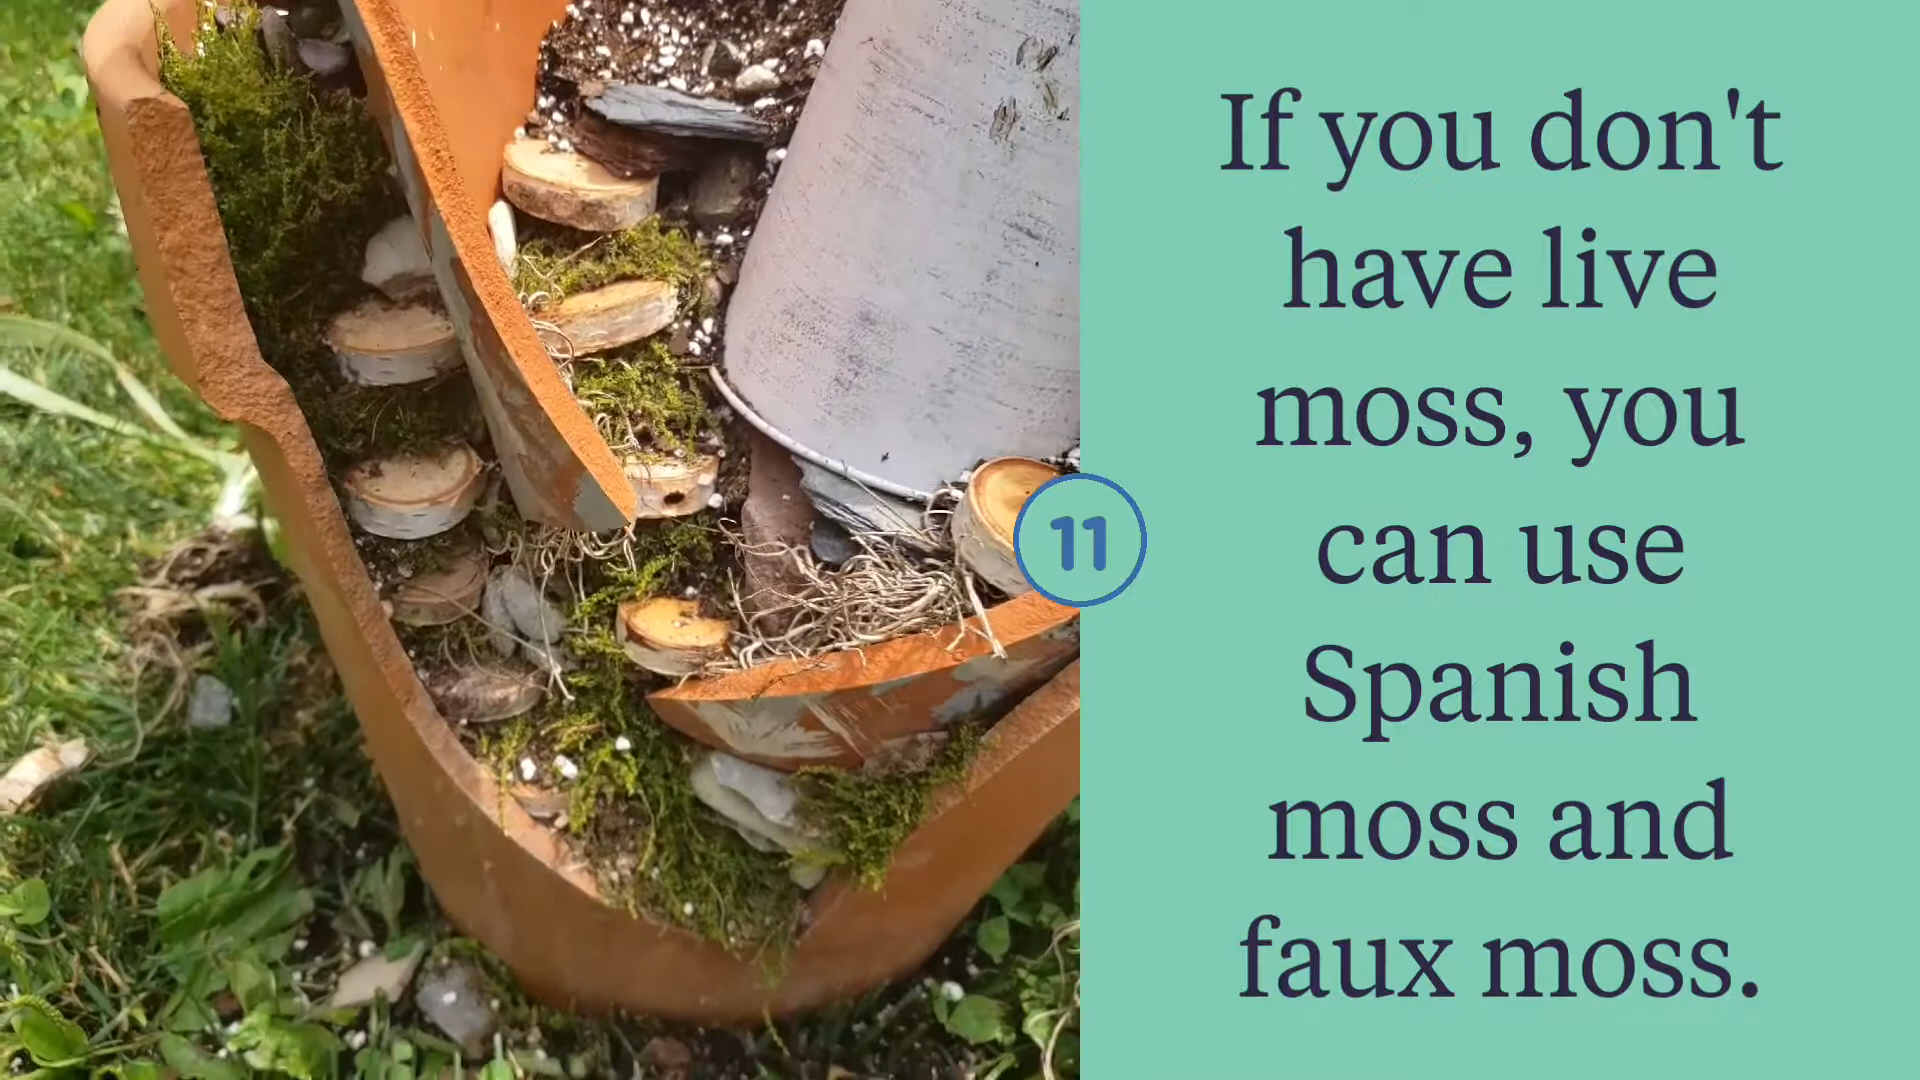 If you don't
have live
moss, you
can use
Spanish
moss and
faux moss.
11